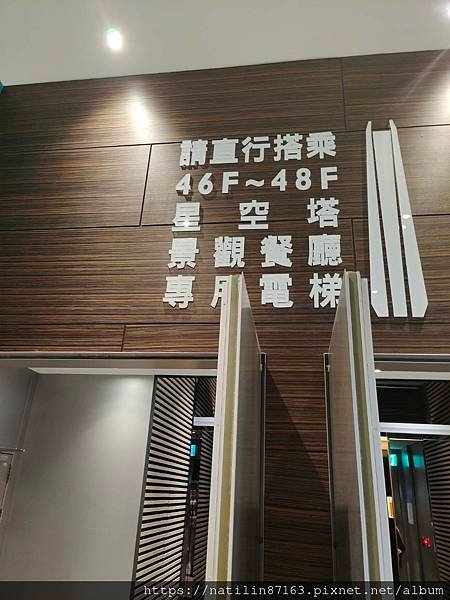 請直行搭乘
46F~48F
星空塔
景觀餐廳
專用電梯
https://natilin87163.pixnet.net/album